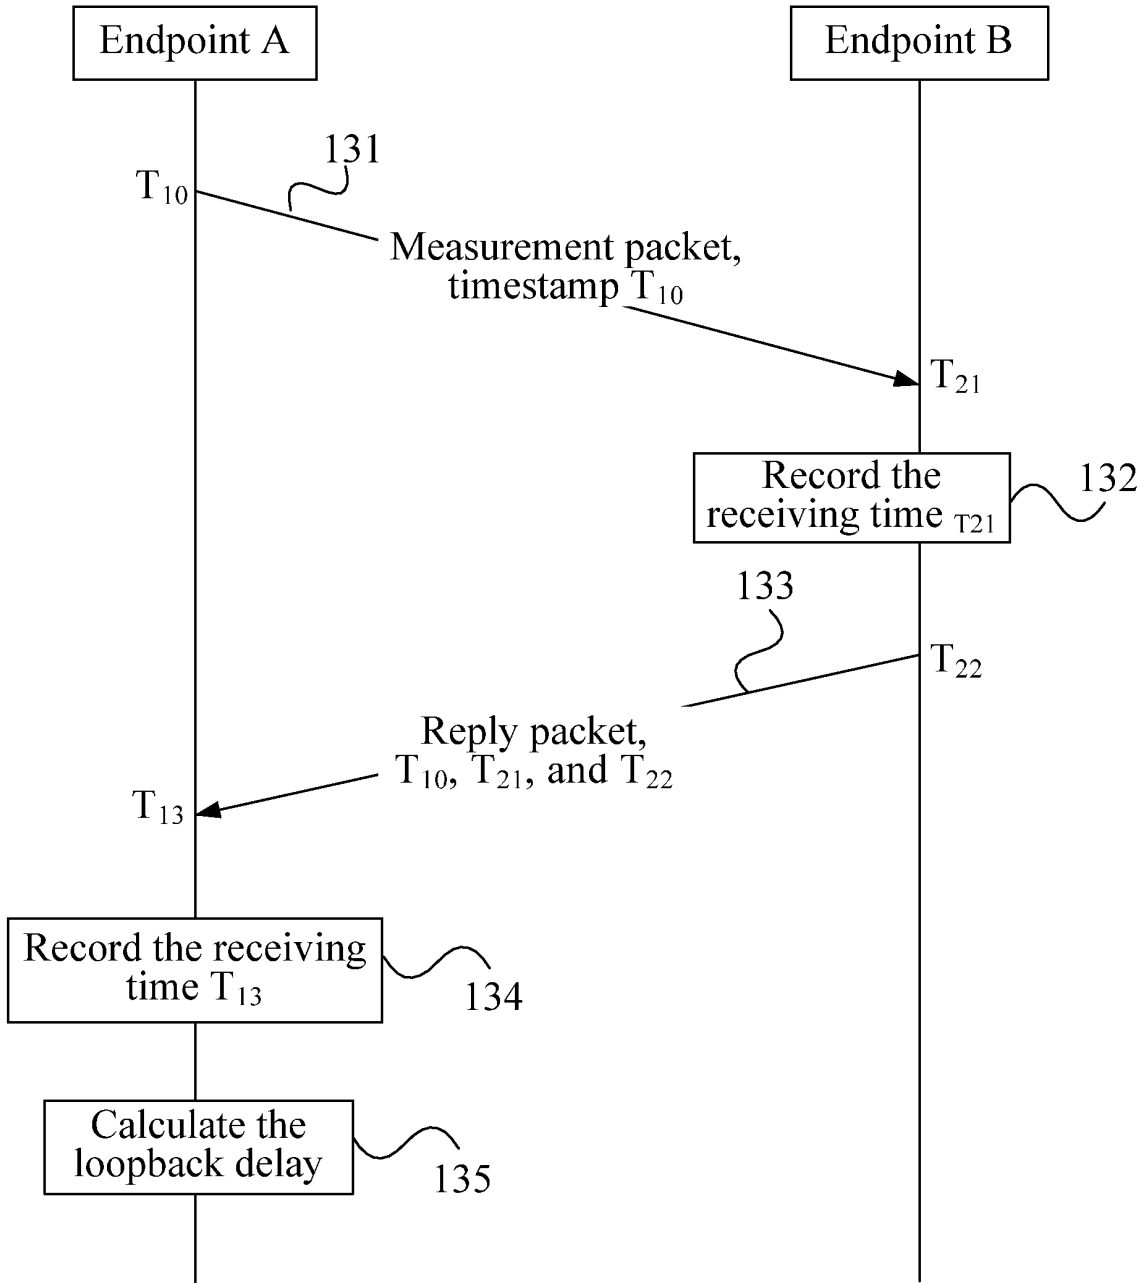 Endpoint A
Endpoint B
131
T10
Measurement packet,
timestamp T10
T21
Record the
receiving time T21
132
133
T22
Reply packet,
T10, T21, and T22
T13
Record the receiving
time T13
134
Calculate the
loopback delay
135